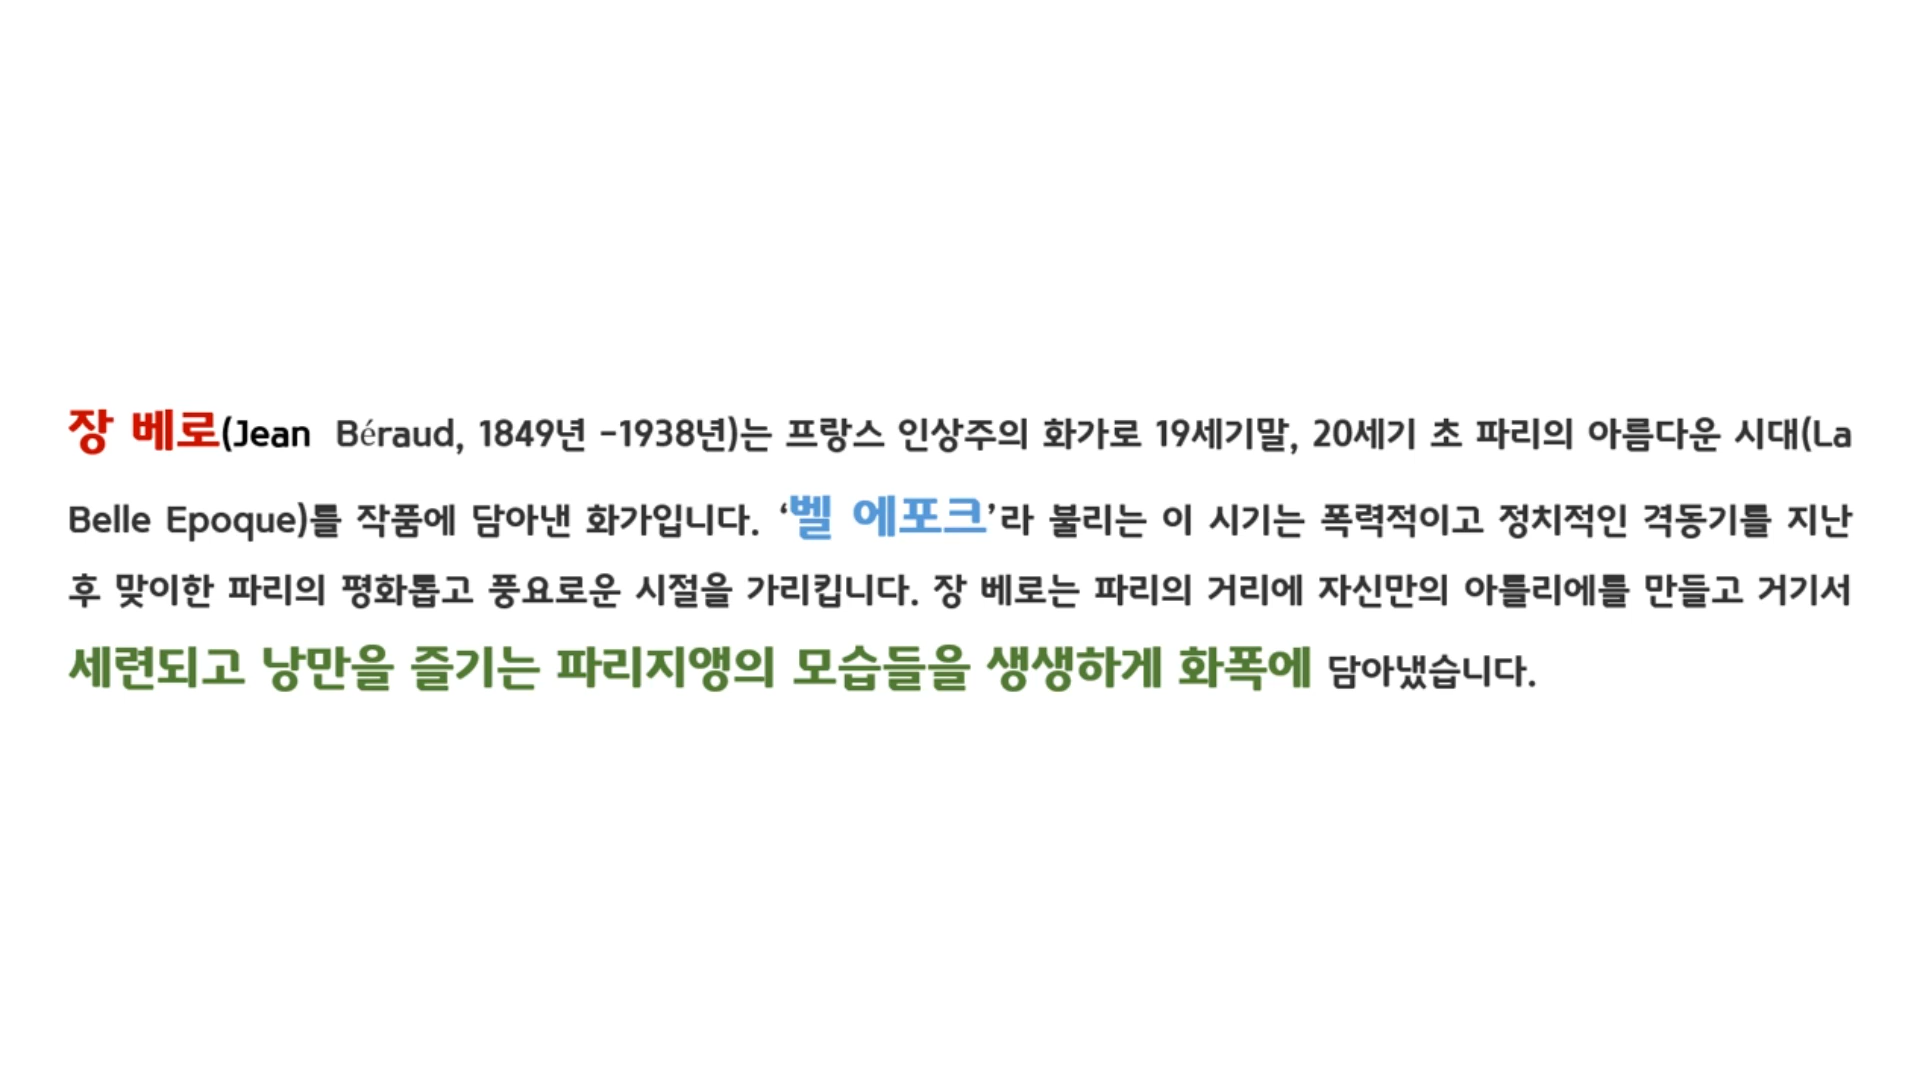 장 베로(Jean Béraud, 1849년 -1938년)는 프랑스 인상주의 화가로 19세기말, 20세기 초 파리의 아름다운 시대(La
Belle Epoque)를 작품에 담아낸 화가입니다. ‘벨 에포크’라 불리는 이 시기는 폭력적이고 정치적인 격동기를 지난
후 맞이한 파리의 평화롭고 풍요로운 시절을 가리킵니다. 장 베로는 파리의 거리에 자신만의 아틀리에를 만들고 거기서
세련되고 낭만을 즐기는 파리지앵의 모습들을 생생하게 화폭에 담아냈습니다.